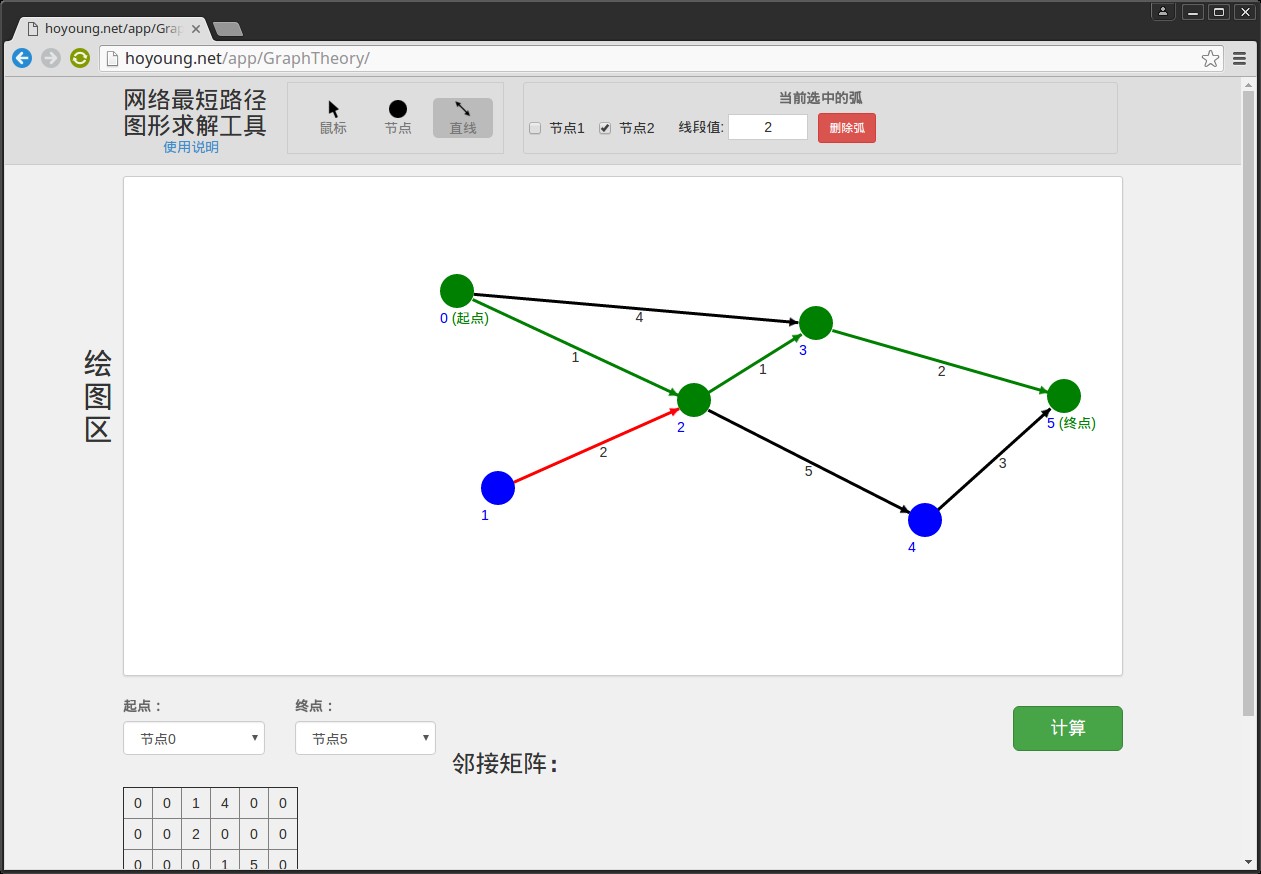 hoyoung.net/app/Grap
hoyoung.net/app/GraphTheory/
网络最短路径
图形求解工具
使用说明
鼠标
节点
直线
当前选中的弧
节点1
节点2
线段值:
2
删除弧
绘
图
区
0 (起点)
4
3
1
1
2
2
5 (终点)
2
2
5
3
1
4
起点：
终点：
节点0
节点5
计算
邻接矩阵:
0 0 1 4 0 0
0 0 2 0 0 0
0 0 0 1 5 0